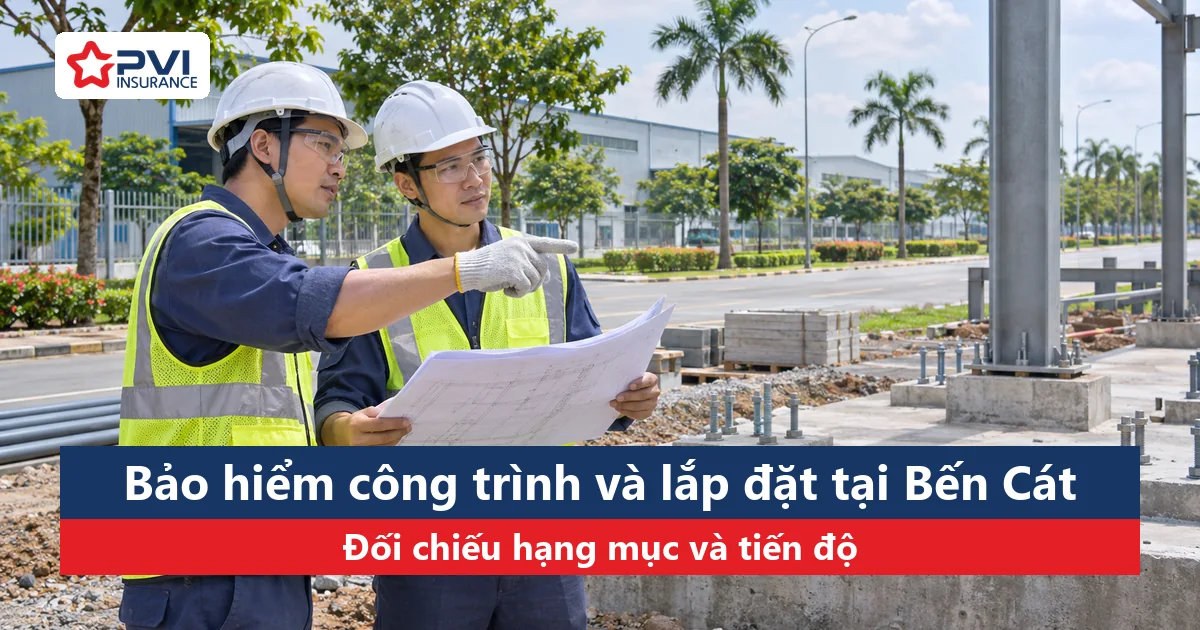 PVI
INSURANCE
Bảo hiểm công trình và lắp đặt tại Bến Cát
Đối chiếu hạng mục và tiến độ